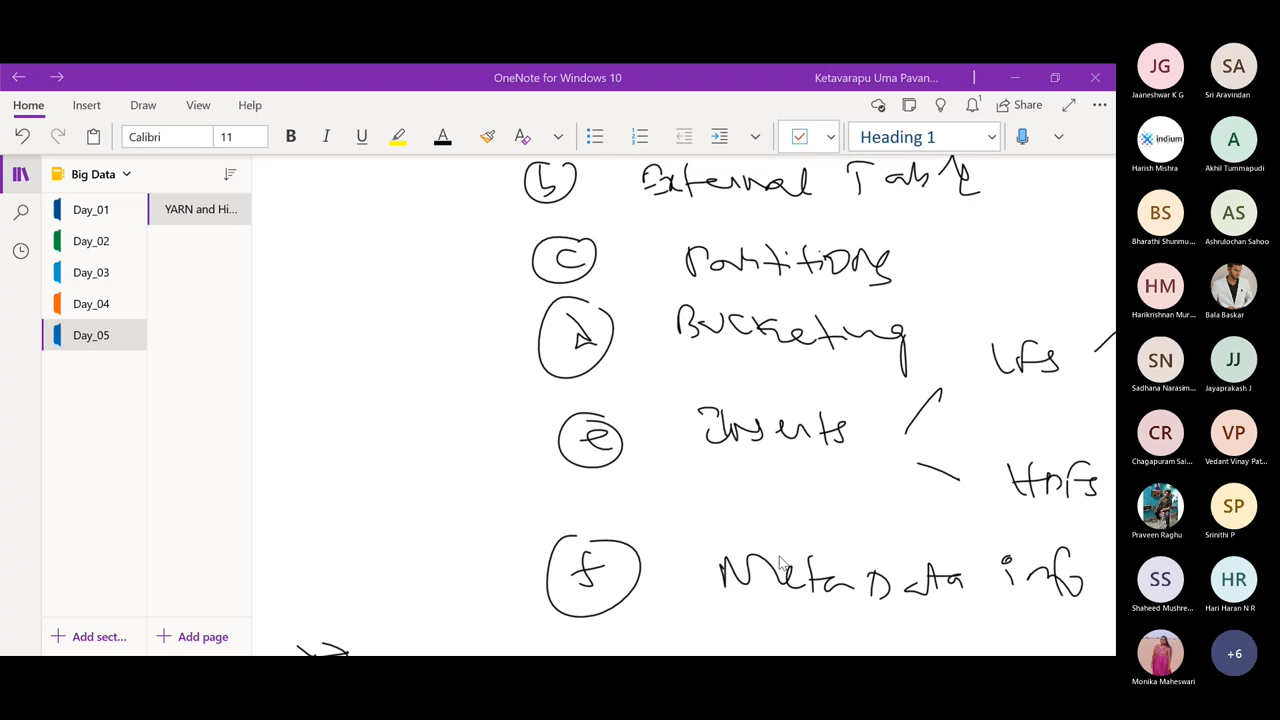 OneNote for Windows 10
Ketavarapu Uma Pavan...
Home
Insert
Draw
View
Help
1
Share
Calibri
11
B
I
U
A
A
Heading 1
Big Data
Day_01
Day_02
Day_03
Day_04
Day_05
YARN and Hi...
Add sect...
Add page
b External Table
c Partitions
Bucketing
LFS
e Inserts
HDFS
f MetaData info
JG
Jaaneshwar K G
SA
Sri Aravindan
indium
Harish Mishra
A
Akhil Tummapudi
BS
Bharathi Shunmu...
AS
Ashrulochan Sahoo
HM
Harikrishnan Mur...
Bala Baskar
SN
Sadhana Narasim...
JJ
Jayaprakash J
CR
Chagapuram Sai...
VP
Vedant Vinay Pat...
Praveen Raghu
SP
Srinithi P
SS
Shaheed Mushre...
HR
Hari Haran N R
Monika Maheswari
+6